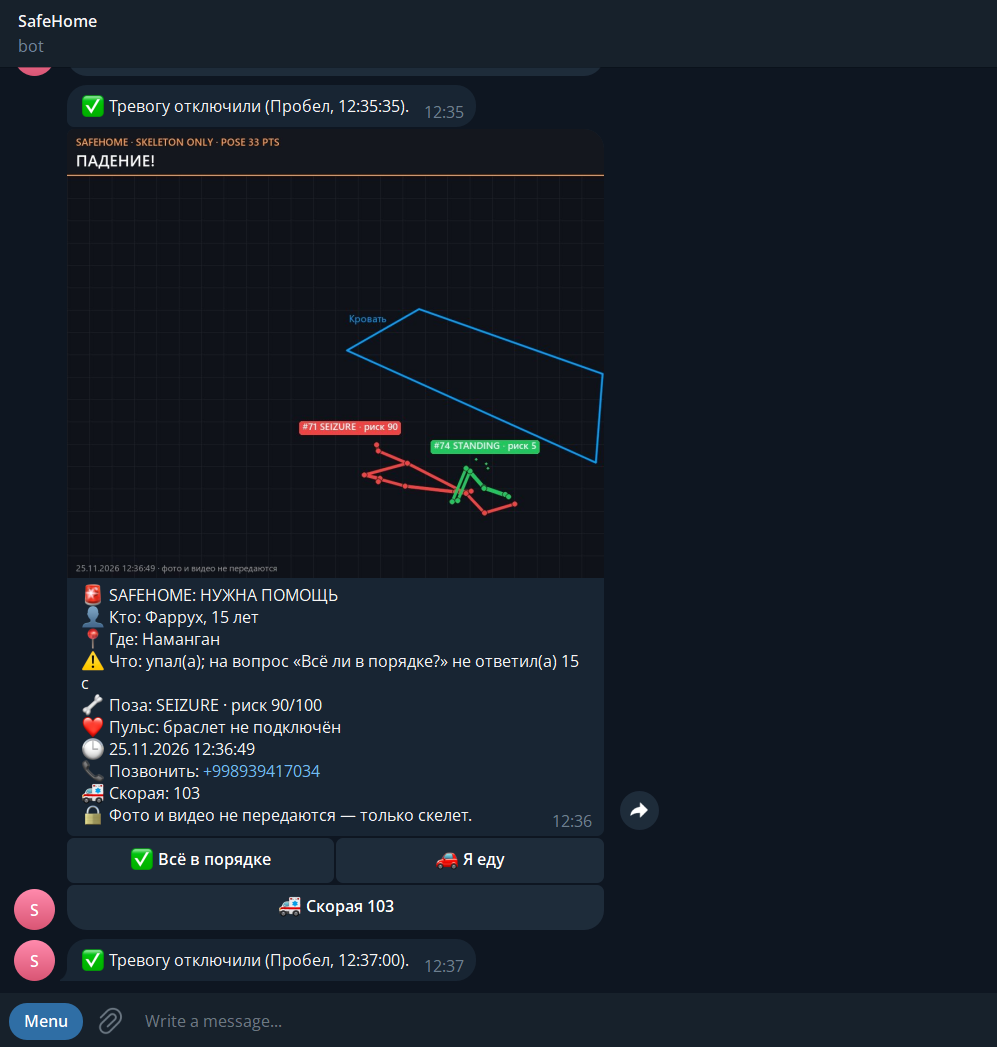 SafeHome
bot
✅ Тревогу отключили (Пробел, 12:35:35). 12:35
SAFEHOME · SKELETON ONLY · POSE 33 PTS
ПАДЕНИЕ!
Кровать
#71 SEIZURE · риск 90
#74 STANDING · риск 5
25.11.2026 12:36:49 · фото и видео не передаются
🚨 SAFEHOME: НУЖНА ПОМОЩЬ
👤 Кто: Фаррух, 15 лет
📍 Где: Наманган
⚠️ Что: упал(а); на вопрос «Всё ли в порядке?» не ответил(а) 15
с
🦴 Поза: SEIZURE · риск 90/100
❤️ Пульс: браслет не подключён
🕒 25.11.2026 12:36:49
📞 Позвонить: +998939417034
🚑 Скорая: 103
🔒 Фото и видео не передаются — только скелет. 12:36
✅ Всё в порядке
🚗 Я еду
🚑 Скорая 103
S
S
✅ Тревогу отключили (Пробел, 12:37:00). 12:37
Menu
Write a message...